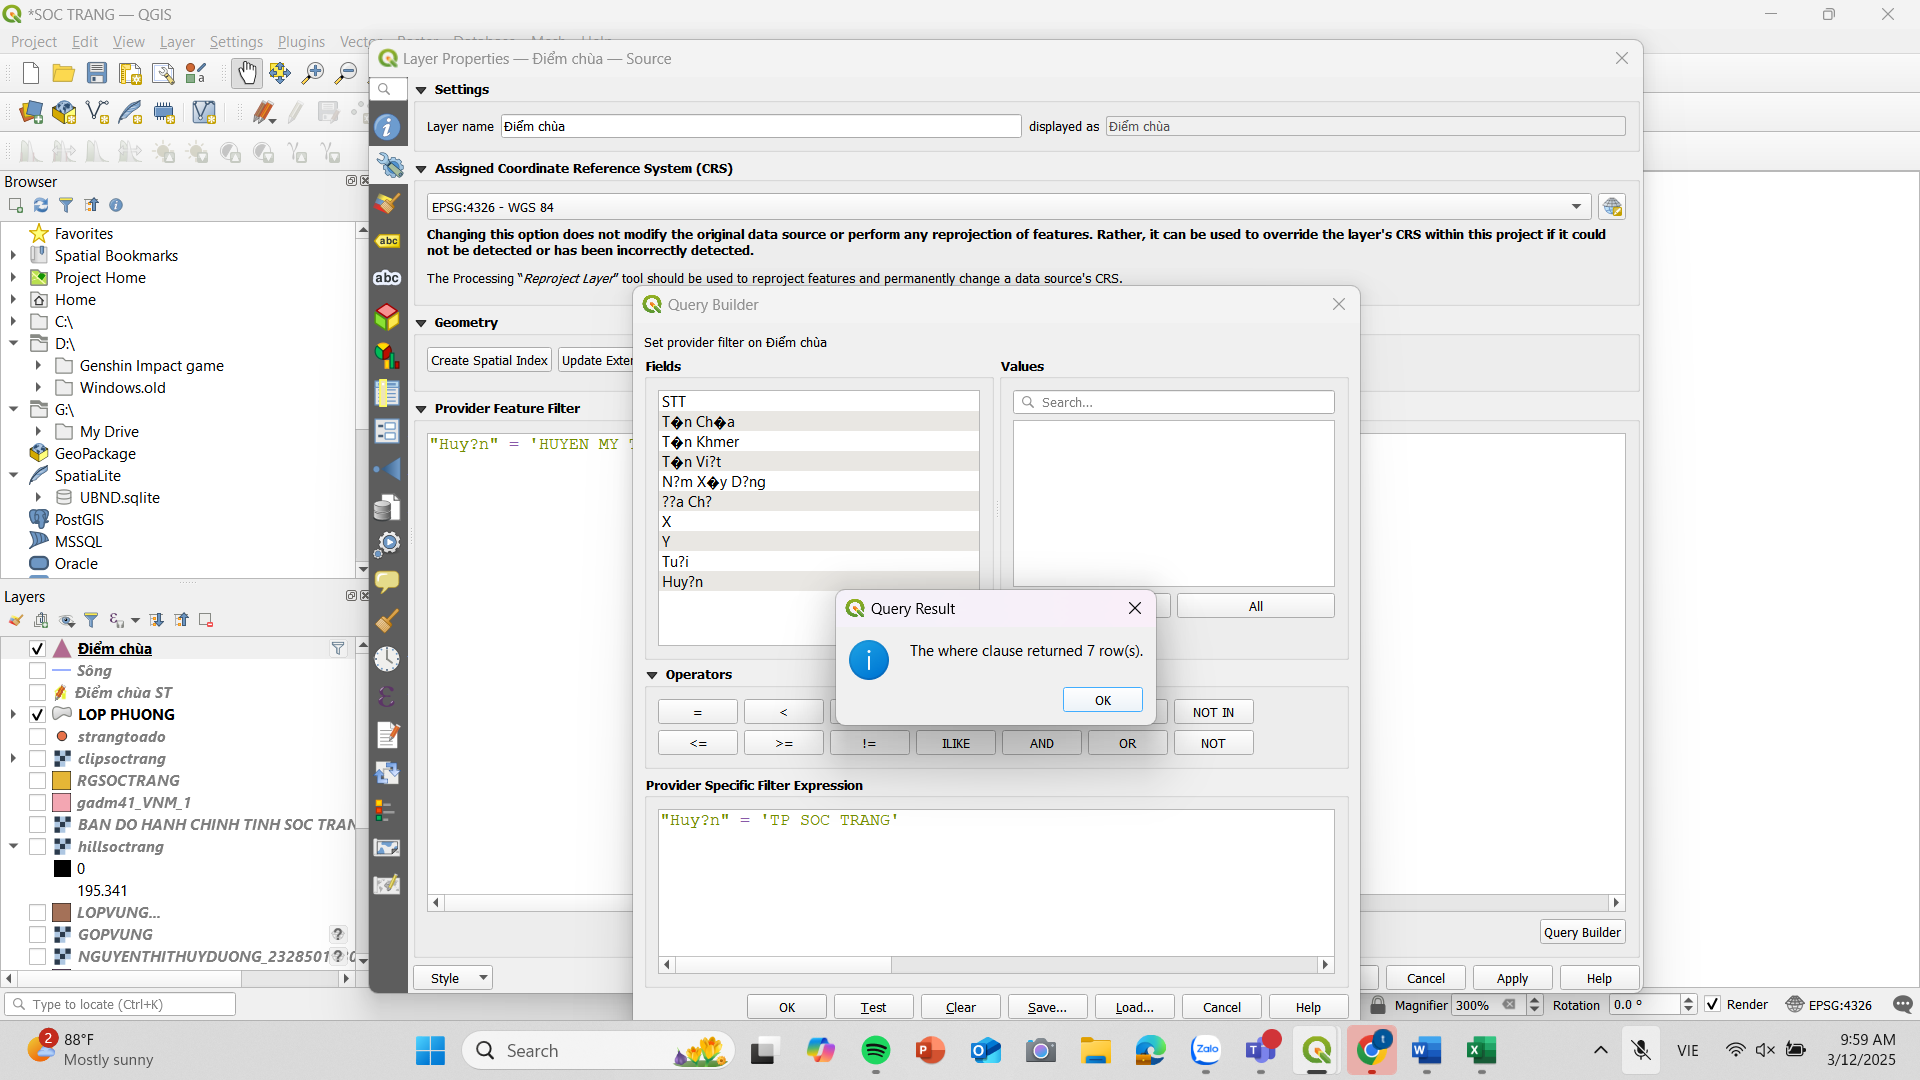 *SOC TRANG — QGIS
Project Edit View Layer Settings Plugins
Layer Properties — Điểm chùa — Source
Settings
Layer name Điểm chùa displayed as Điểm chùa
Assigned Coordinate Reference System (CRS)
EPSG:4326 - WGS 84
Changing this option does not modify the original data source or perform any reprojection of features. Rather, it can be used to override the layer's CRS within this project if it could
not be detected or has been incorrectly detected.
The Processing “Reproject Layer” tool should be used to reproject features and permanently change a data source's CRS.
Geometry
Create Spatial Index Update Exter
Provider Feature Filter
"Huy?n" = 'HUYEN MY
Query Builder
Cancel Apply Help
Style
Browser
Favorites
Spatial Bookmarks
Project Home
Home
C:\
D:\
Genshin Impact game
Windows.old
G:\
My Drive
GeoPackage
SpatiaLite
UBND.sqlite
PostGIS
MSSQL
Oracle
Layers
Điểm chùa
Sông
Điểm chùa ST
LOP PHUONG
strangtoado
clipsoctrang
RGSOCTRANG
gadm41_VNM_1
BAN DO HANH CHINH TINH SOC TRAN
hillsoctrang
0
195.341
LOPVUNG...
GOPVUNG
Query Builder
Set provider filter on Điểm chùa
Fields
Values
STT
T�n Ch�a
T�n Khmer
T�n Vi?t
N?m X�y D?ng
??a Ch?
X
Y
Tu?i
Huy?n
Search...
All
Query Result
The where clause returned 7 row(s).
OK
Operators
= < NOT IN
<= >= != ILIKE AND OR NOT
Provider Specific Filter Expression
"Huy?n" = 'TP SOC TRANG'
OK Test Clear Save... Load... Cancel Help
Type to locate (Ctrl+K)
Magnifier 300% Rotation 0.0 ° Render EPSG:4326
2
88°F
Mostly sunny
Search
Zalo
t
VIE
9:59 AM
3/12/2025